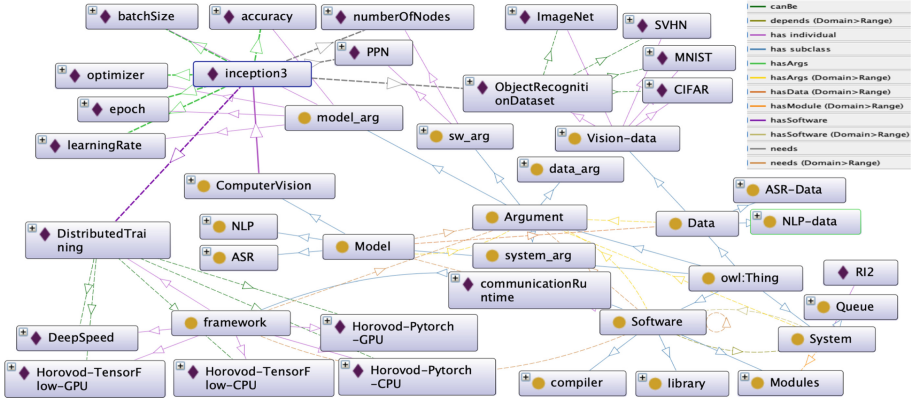 batchSize
accuracy
numberOfNodes
ImageNet
SVHN
PPN
MNIST
optimizer
inception3
ObjectRecogniti
onDataset
CIFAR
epoch
model_arg
sw_arg
Vision-data
learningRate
data_arg
ComputerVision
ASR-Data
NLP
Argument
Data
NLP-data
DistributedTrai
ning
Model
ASR
system_arg
owl:Thing
RI2
communicationRu
ntime
Queue
framework
Software
DeepSpeed
Horovod-Pytorch
-GPU
System
Horovod-TensorF
low-GPU
Horovod-TensorF
low-CPU
Horovod-Pytorch
-CPU
compiler
library
Modules
canBe
depends (Domain>Range)
has individual
has subclass
hasArgs
hasArgs (Domain>Range)
hasData (Domain>Range)
hasModule (Domain>Range)
hasSoftware
hasSoftware (Domain>Range)
needs
needs (Domain>Range)